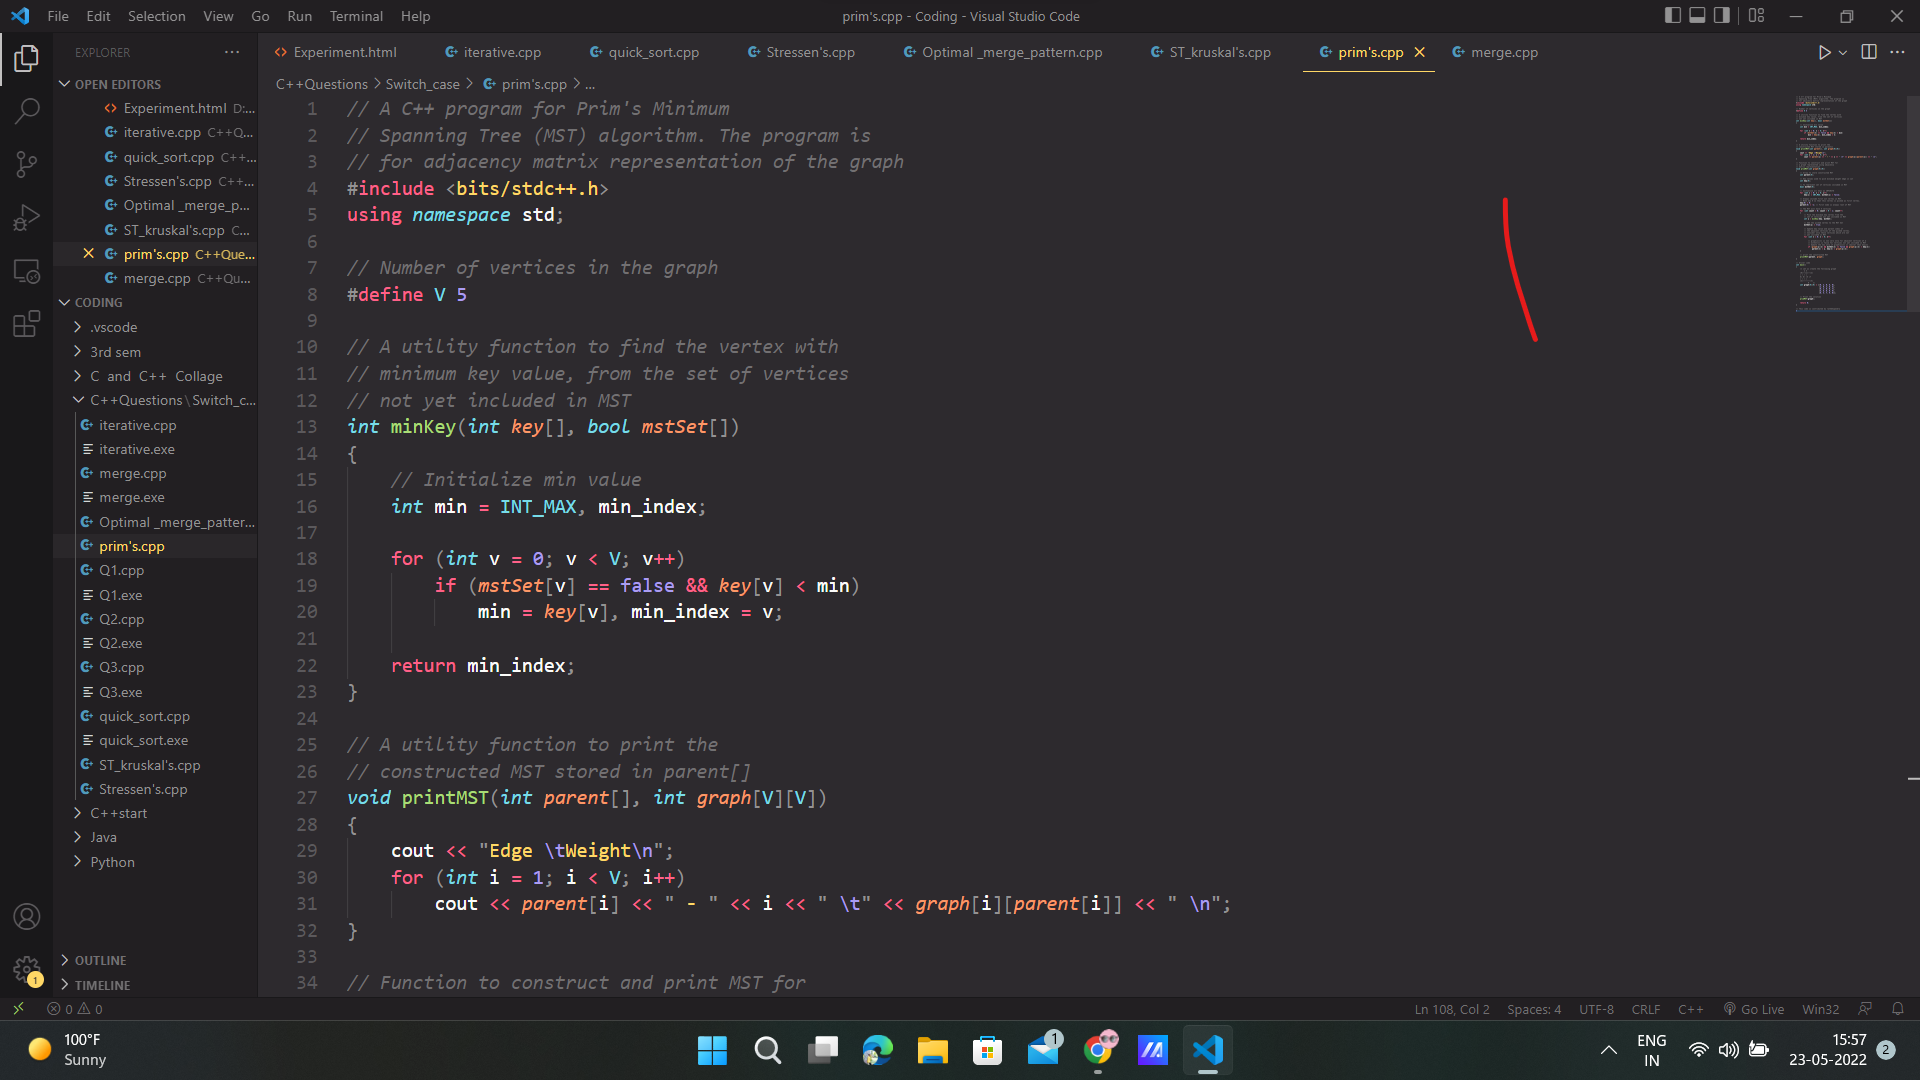 File Edit Selection View Go Run Terminal Help
prim's.cpp - Coding - Visual Studio Code
EXPLORER
OPEN EDITORS
Experiment.html D:...
iterative.cpp C++Q...
quick_sort.cpp C++...
Stressen's.cpp C++...
Optimal _merge_p...
ST_kruskal's.cpp C...
prim's.cpp C++Que...
merge.cpp C++Qu...
CODING
.vscode
3rd sem
C and C++ Collage
C++Questions\Switch_c...
iterative.cpp
iterative.exe
merge.cpp
merge.exe
Optimal _merge_patter...
prim's.cpp
Q1.cpp
Q1.exe
Q2.cpp
Q2.exe
Q3.cpp
Q3.exe
quick_sort.cpp
quick_sort.exe
ST_kruskal's.cpp
Stressen's.cpp
C++start
Java
Python
OUTLINE
TIMELINE
1
Experiment.html iterative.cpp quick_sort.cpp Stressen's.cpp Optimal _merge_pattern.cpp ST_kruskal's.cpp prim's.cpp merge.cpp
C++Questions > Switch_case > prim's.cpp > ...
1 // A C++ program for Prim's Minimum
2 // Spanning Tree (MST) algorithm. The program is
3 // for adjacency matrix representation of the graph
4 #include <bits/stdc++.h>
5 using namespace std;
6
7 // Number of vertices in the graph
8 #define V 5
9
10 // A utility function to find the vertex with
11 // minimum key value, from the set of vertices
12 // not yet included in MST
13 int minKey(int key[], bool mstSet[])
14 {
15 // Initialize min value
16 int min = INT_MAX, min_index;
17
18 for (int v = 0; v < V; v++)
19 if (mstSet[v] == false && key[v] < min)
20 min = key[v], min_index = v;
21
22 return min_index;
23 }
24
25 // A utility function to print the
26 // constructed MST stored in parent[]
27 void printMST(int parent[], int graph[V][V])
28 {
29 cout << "Edge \tWeight\n";
30 for (int i = 1; i < V; i++)
31 cout << parent[i] << " - " << i << " \t" << graph[i][parent[i]] << " \n";
32 }
33
34 // Function to construct and print MST for
0 0
Ln 108, Col 2 Spaces: 4 UTF-8 CRLF C++ Go Live Win32
100°F
Sunny
1
ENG
IN
15:57
23-05-2022
2